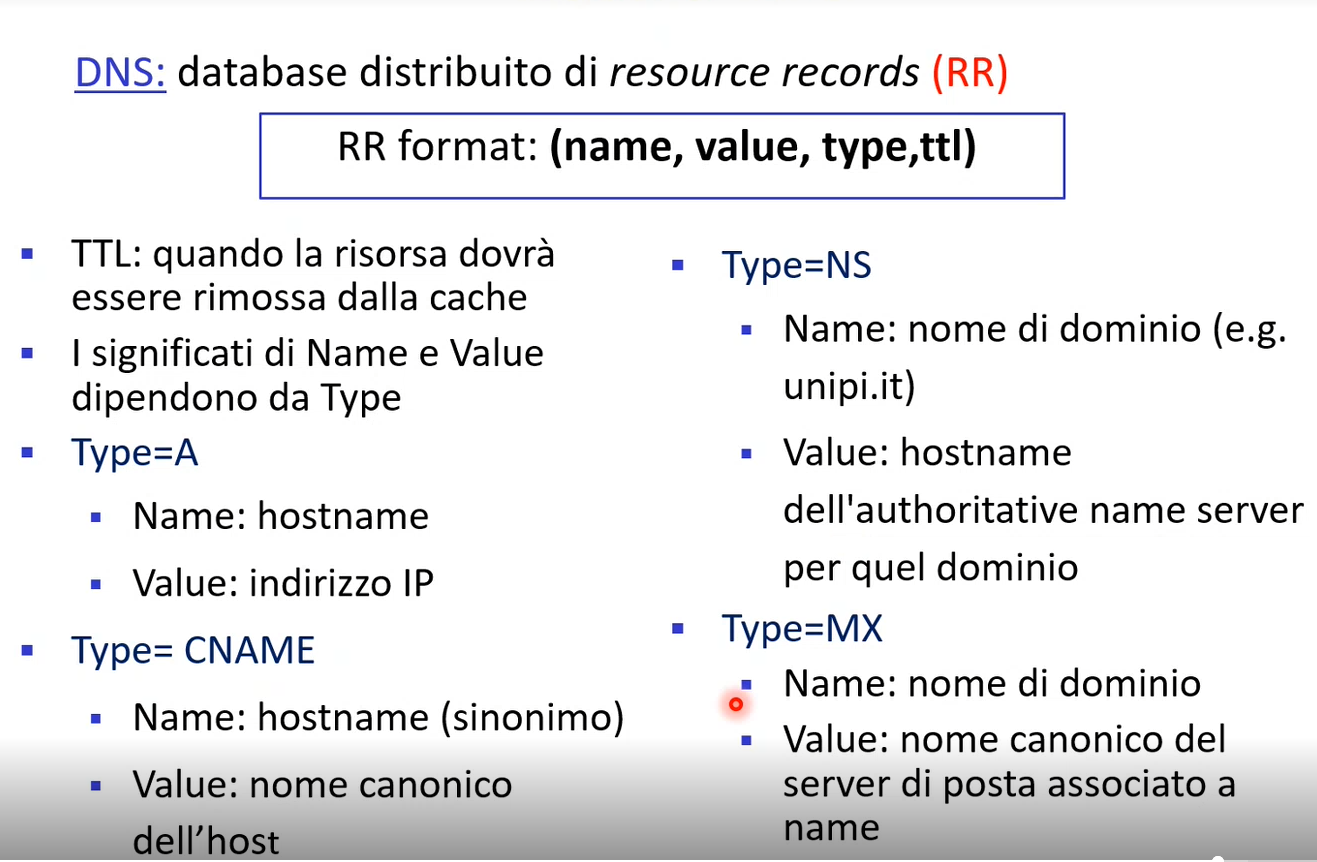 DNS: database distribuito di resource records (RR)
RR format: (name, value, type,ttl)
TTL: quando la risorsa dovrà
essere rimossa dalla cache
I significati di Name e Value
dipendono da Type
Type=A
Name: hostname
Value: indirizzo IP
Type= CNAME
Name: hostname (sinonimo)
Value: nome canonico
dell’host
Type=NS
Name: nome di dominio (e.g.
unipi.it)
Value: hostname
dell'authoritative name server
per quel dominio
Type=MX
Name: nome di dominio
Value: nome canonico del
server di posta associato a
name